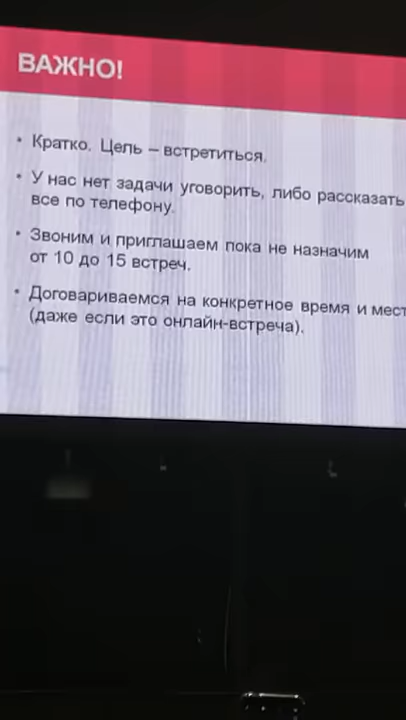 ВАЖНО!
• Кратко. Цель – встретиться.
• У нас нет задачи уговорить, либо рассказать
все по телефону.
• Звоним и приглашаем пока не назначим
от 10 до 15 встреч.
• Договариваемся на конкретное время и мест
(даже если это онлайн-встреча).